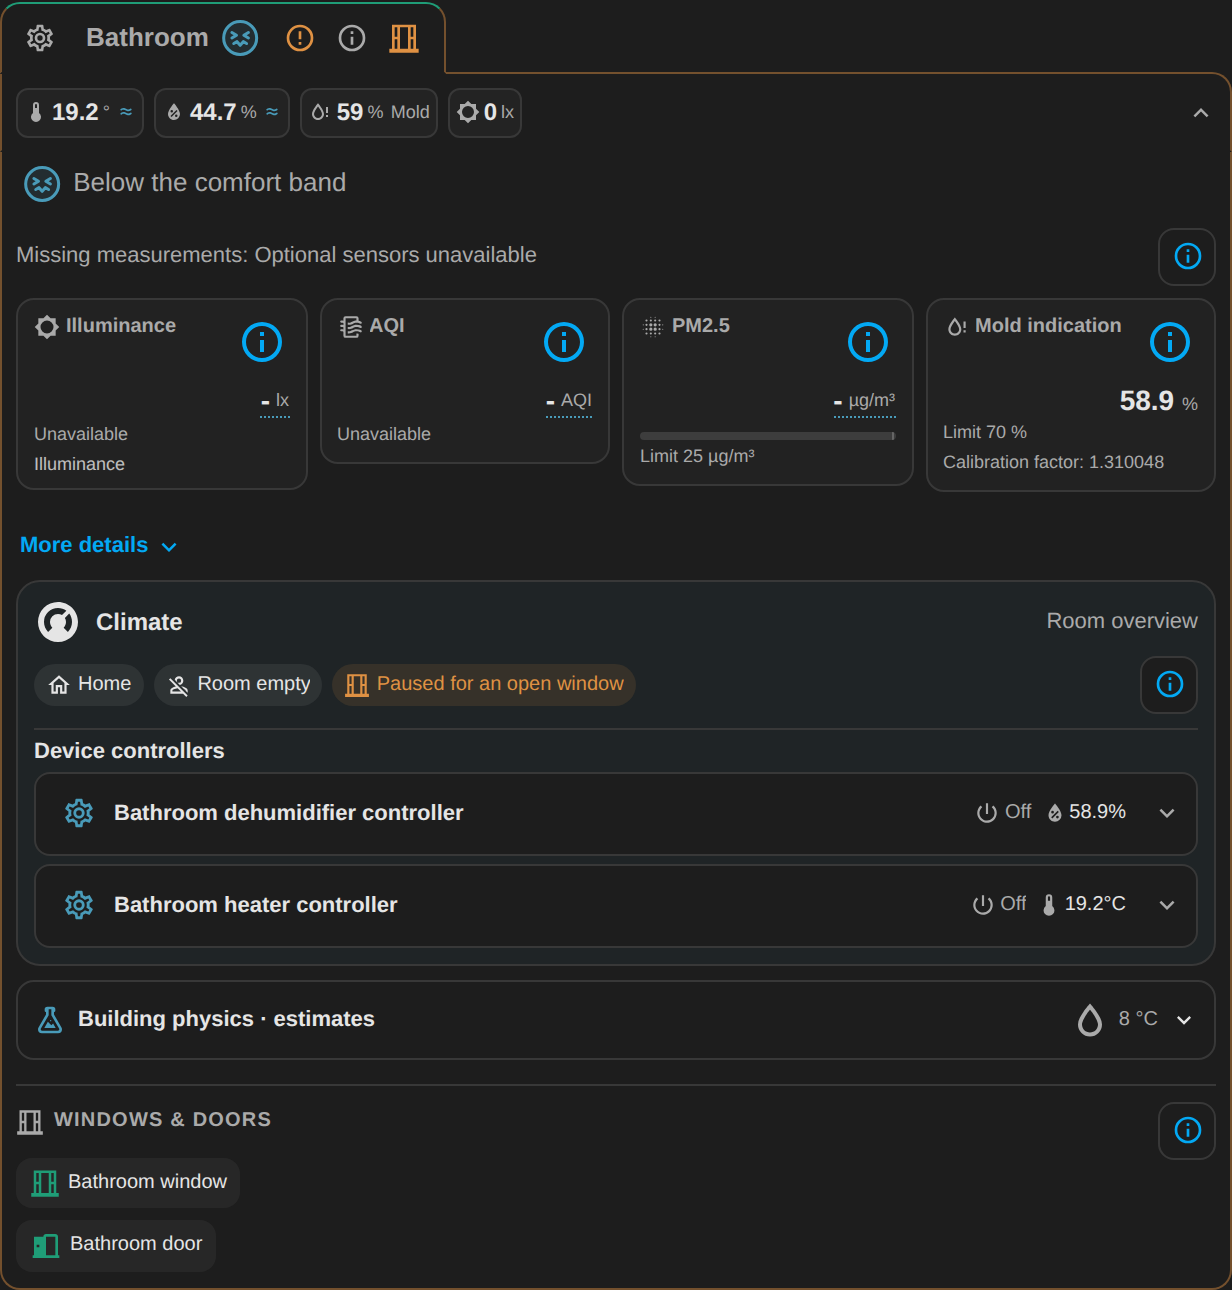 Bathroom
19.2 ° ≈ 44.7 % ≈ 59 % Mold 0 lx
Below the comfort band
Missing measurements: Optional sensors unavailable
Illuminance
- lx
Unavailable
Illuminance
AQI
- AQI
Unavailable
PM2.5
- µg/m³
Limit 25 µg/m³
Mold indication
58.9 %
Limit 70 %
Calibration factor: 1.310048
More details
Climate Room overview
Home Room empty Paused for an open window
Device controllers
Bathroom dehumidifier controller Off 58.9%
Bathroom heater controller Off 19.2°C
Building physics · estimates 8 °C
WINDOWS & DOORS
Bathroom window
Bathroom door